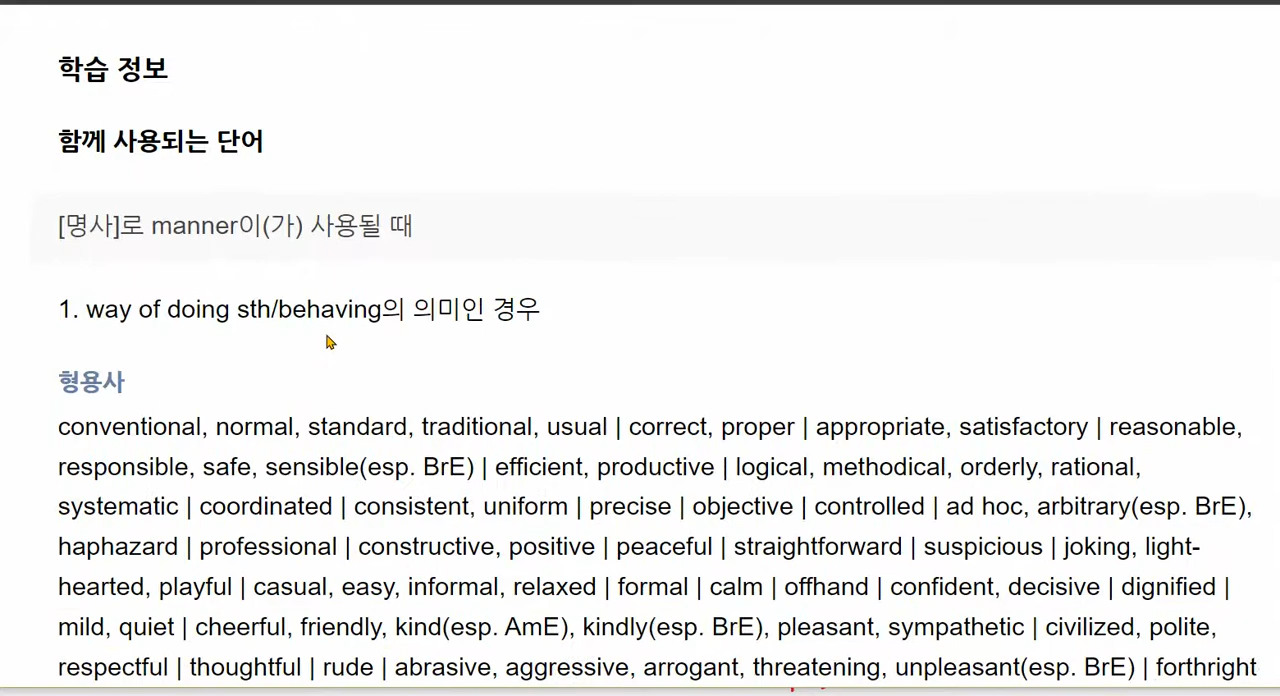 학습 정보
함께 사용되는 단어
[명사]로 manner이(가) 사용될 때
1. way of doing sth/behaving의 의미인 경우
형용사
conventional, normal, standard, traditional, usual | correct, proper | appropriate, satisfactory | reasonable,
responsible, safe, sensible(esp. BrE) | efficient, productive | logical, methodical, orderly, rational,
systematic | coordinated | consistent, uniform | precise | objective | controlled | ad hoc, arbitrary(esp. BrE),
haphazard | professional | constructive, positive | peaceful | straightforward | suspicious | joking, light-
hearted, playful | casual, easy, informal, relaxed | formal | calm | offhand | confident, decisive | dignified |
mild, quiet | cheerful, friendly, kind(esp. AmE), kindly(esp. BrE), pleasant, sympathetic | civilized, polite,
respectful | thoughtful | rude | abrasive, aggressive, arrogant, threatening, unpleasant(esp. BrE) | forthright